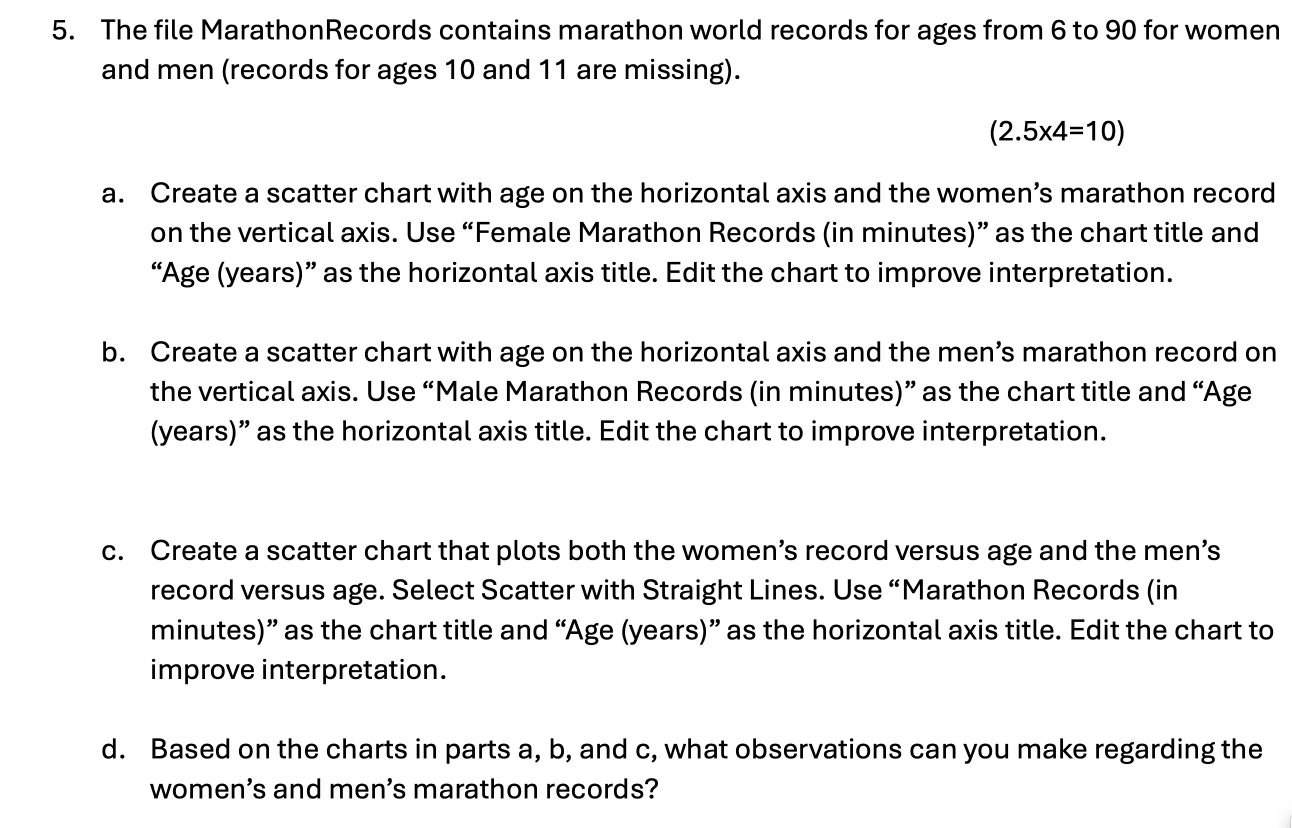 5. The file MarathonRecords contains marathon world records for ages from 6 to 90 for women
and men (records for ages 10 and 11 are missing).
(2.5x4=10)
a. Create a scatter chart with age on the horizontal axis and the women’s marathon record
on the vertical axis. Use “Female Marathon Records (in minutes)” as the chart title and
“Age (years)” as the horizontal axis title. Edit the chart to improve interpretation.
b. Create a scatter chart with age on the horizontal axis and the men’s marathon record on
the vertical axis. Use “Male Marathon Records (in minutes)” as the chart title and “Age
(years)” as the horizontal axis title. Edit the chart to improve interpretation.
c. Create a scatter chart that plots both the women’s record versus age and the men’s
record versus age. Select Scatter with Straight Lines. Use “Marathon Records (in
minutes)” as the chart title and “Age (years)” as the horizontal axis title. Edit the chart to
improve interpretation.
d. Based on the charts in parts a, b, and c, what observations can you make regarding the
women’s and men’s marathon records?